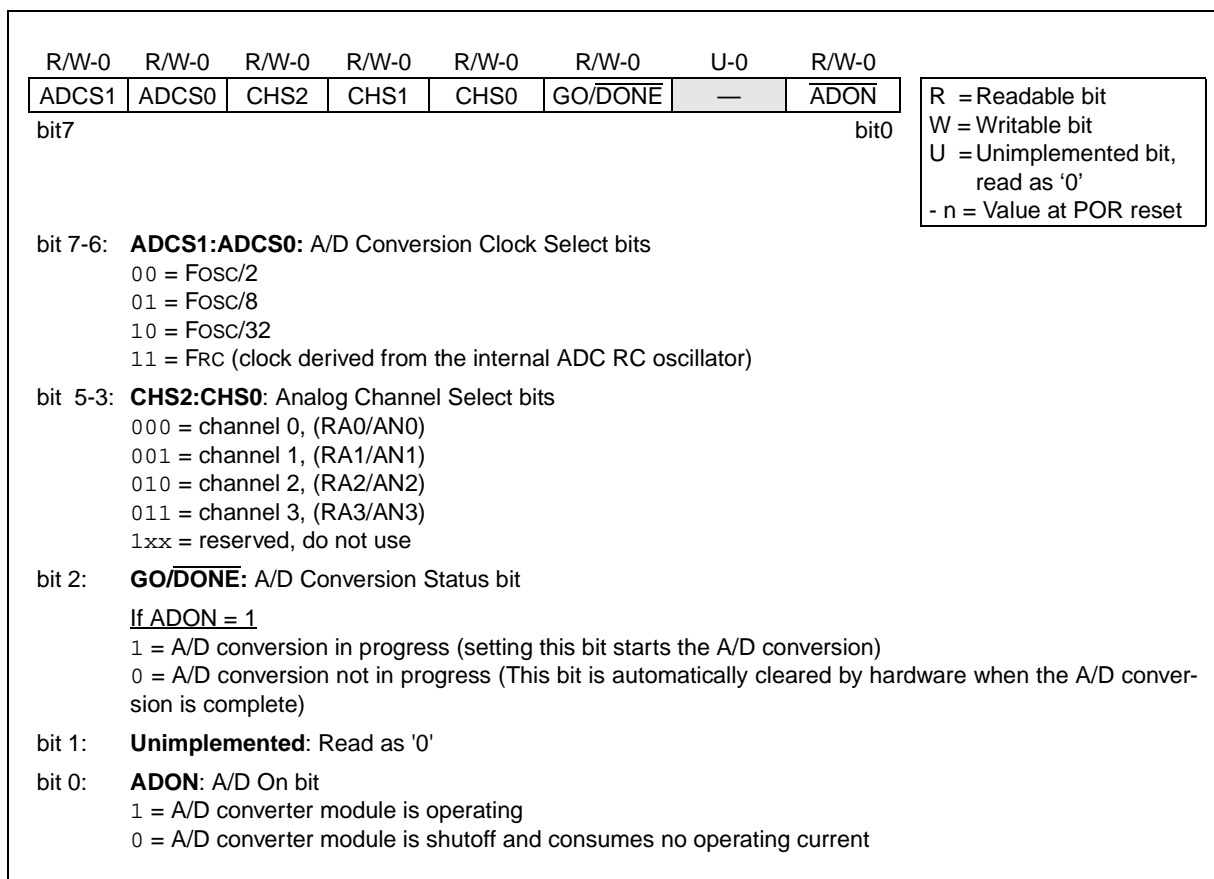 R/W-0 R/W-0 R/W-0 R/W-0 R/W-0 R/W-0 U-0 R/W-0
ADCS1 ADCS0 CHS2 CHS1 CHS0 GO/D̅O̅N̅E̅ — A̅D̅O̅N̅
bit7 bit0
R = Readable bit
W = Writable bit
U = Unimplemented bit,
read as ‘0’
- n = Value at POR reset
bit 7-6: ADCS1:ADCS0: A/D Conversion Clock Select bits
00 = FOSC/2
01 = FOSC/8
10 = FOSC/32
11 = FRC (clock derived from the internal ADC RC oscillator)
bit 5-3: CHS2:CHS0: Analog Channel Select bits
000 = channel 0, (RA0/AN0)
001 = channel 1, (RA1/AN1)
010 = channel 2, (RA2/AN2)
011 = channel 3, (RA3/AN3)
1xx = reserved, do not use
bit 2: GO/D̅O̅N̅E̅: A/D Conversion Status bit
If ADON = 1
1 = A/D conversion in progress (setting this bit starts the A/D conversion)
0 = A/D conversion not in progress (This bit is automatically cleared by hardware when the A/D conver-
sion is complete)
bit 1: Unimplemented: Read as '0'
bit 0: ADON: A/D On bit
1 = A/D converter module is operating
0 = A/D converter module is shutoff and consumes no operating current